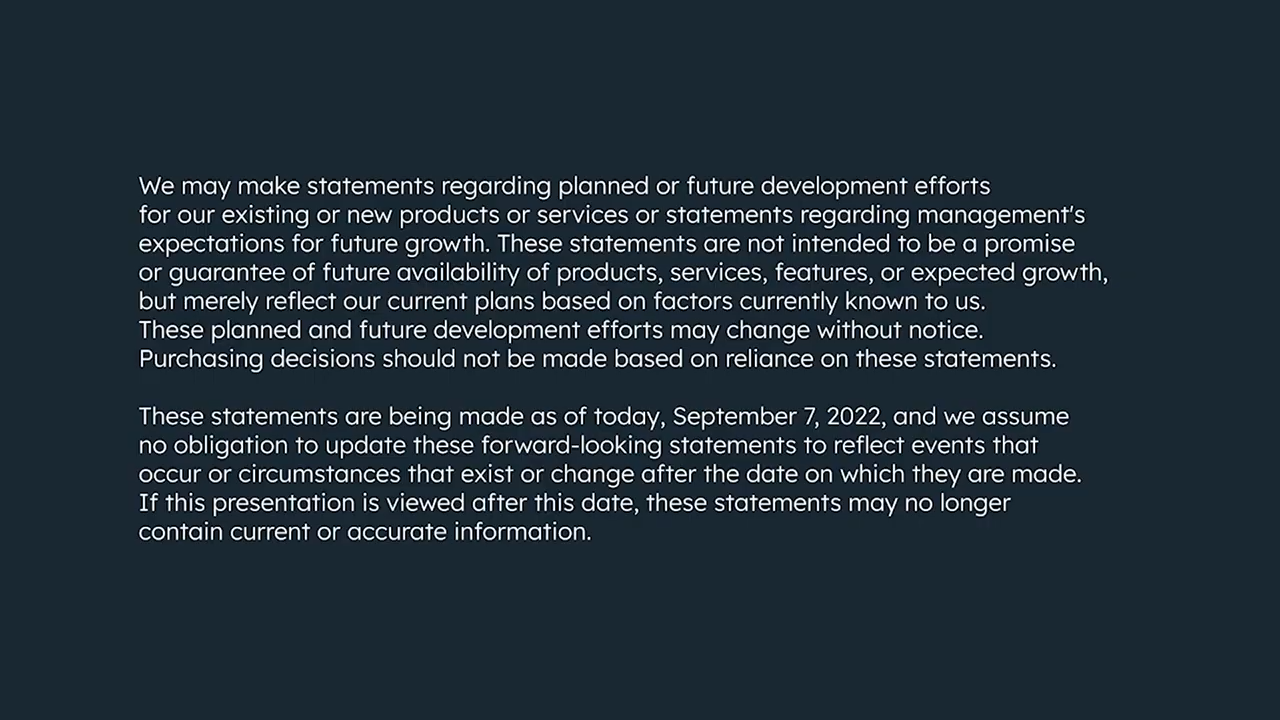 We may make statements regarding planned or future development efforts
for our existing or new products or services or statements regarding management's
expectations for future growth. These statements are not intended to be a promise
or guarantee of future availability of products, services, features, or expected growth,
but merely reflect our current plans based on factors currently known to us.
These planned and future development efforts may change without notice.
Purchasing decisions should not be made based on reliance on these statements.
These statements are being made as of today, September 7, 2022, and we assume
no obligation to update these forward-looking statements to reflect events that
occur or circumstances that exist or change after the date on which they are made.
If this presentation is viewed after this date, these statements may no longer
contain current or accurate information.